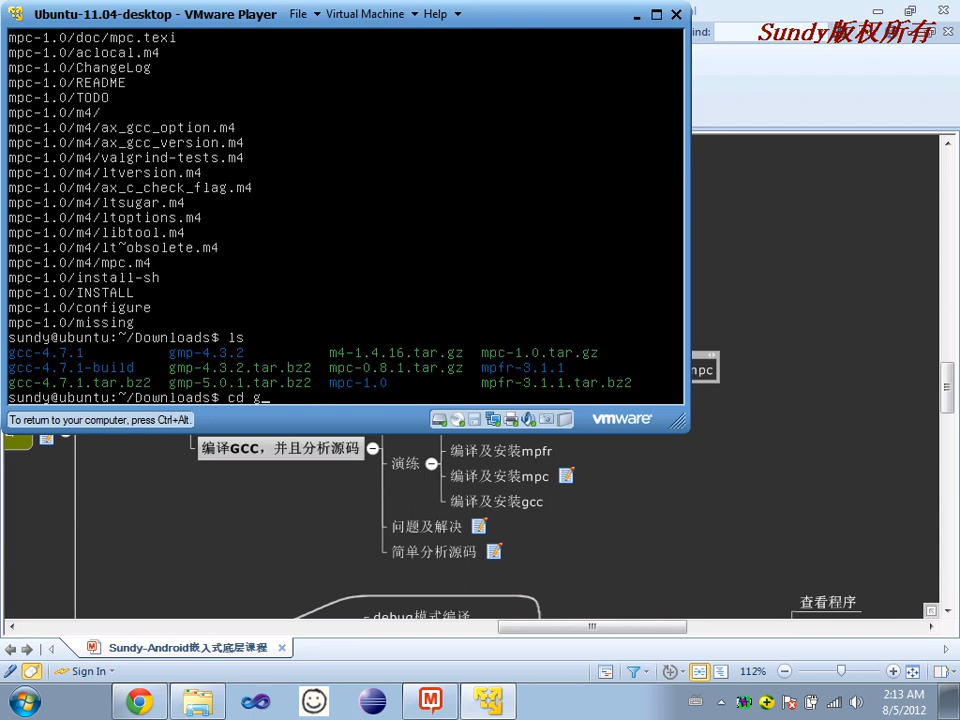 Ubuntu-11.04-desktop - VMware Player File Virtual Machine Help
Sundy版权所有
mpc-1.0/doc/mpc.texi
mpc-1.0/aclocal.m4
mpc-1.0/ChangeLog
mpc-1.0/README
mpc-1.0/TODO
mpc-1.0/m4/
mpc-1.0/m4/ax_gcc_option.m4
mpc-1.0/m4/ax_gcc_version.m4
mpc-1.0/m4/valgrind-tests.m4
mpc-1.0/m4/ltversion.m4
mpc-1.0/m4/ax_c_check_flag.m4
mpc-1.0/m4/ltsugar.m4
mpc-1.0/m4/ltoptions.m4
mpc-1.0/m4/libtool.m4
mpc-1.0/m4/lt~obsolete.m4
mpc-1.0/m4/mpc.m4
mpc-1.0/install-sh
mpc-1.0/INSTALL
mpc-1.0/configure
mpc-1.0/missing
sundy@ubuntu:~/Downloads$ ls
gcc-4.7.1 gmp-4.3.2 m4-1.4.16.tar.gz mpc-1.0.tar.gz
gcc-4.7.1-build gmp-4.3.2.tar.bz2 mpc-0.8.1.tar.gz mpfr-3.1.1
gcc-4.7.1.tar.bz2 gmp-5.0.1.tar.bz2 mpc-1.0 mpfr-3.1.1.tar.bz2
sundy@ubuntu:~/Downloads$ cd g_
To return to your computer, press Ctrl+Alt.
vmware
mpc
编译GCC，并且分析源码
演练
编译及安装mpfr
编译及安装mpc
编译及安装gcc
问题及解决
简单分析源码
debug模式编译
查看程序
Sundy-Android嵌入式底层课程
Sign In
112%
2:13 AM
8/5/2012